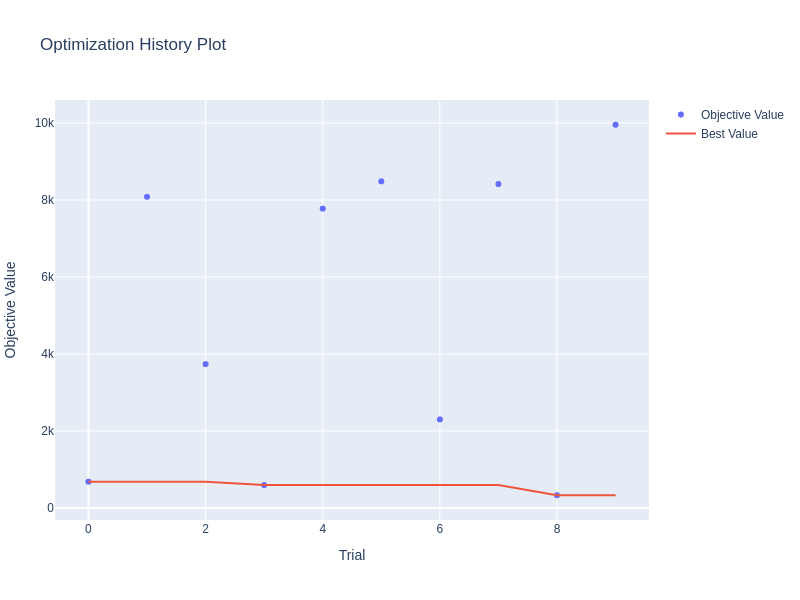 Optimization History Plot
Objective Value
Best Value
10k
8k
6k
4k
2k
0
Objective Value
0 2 4 6 8
Trial